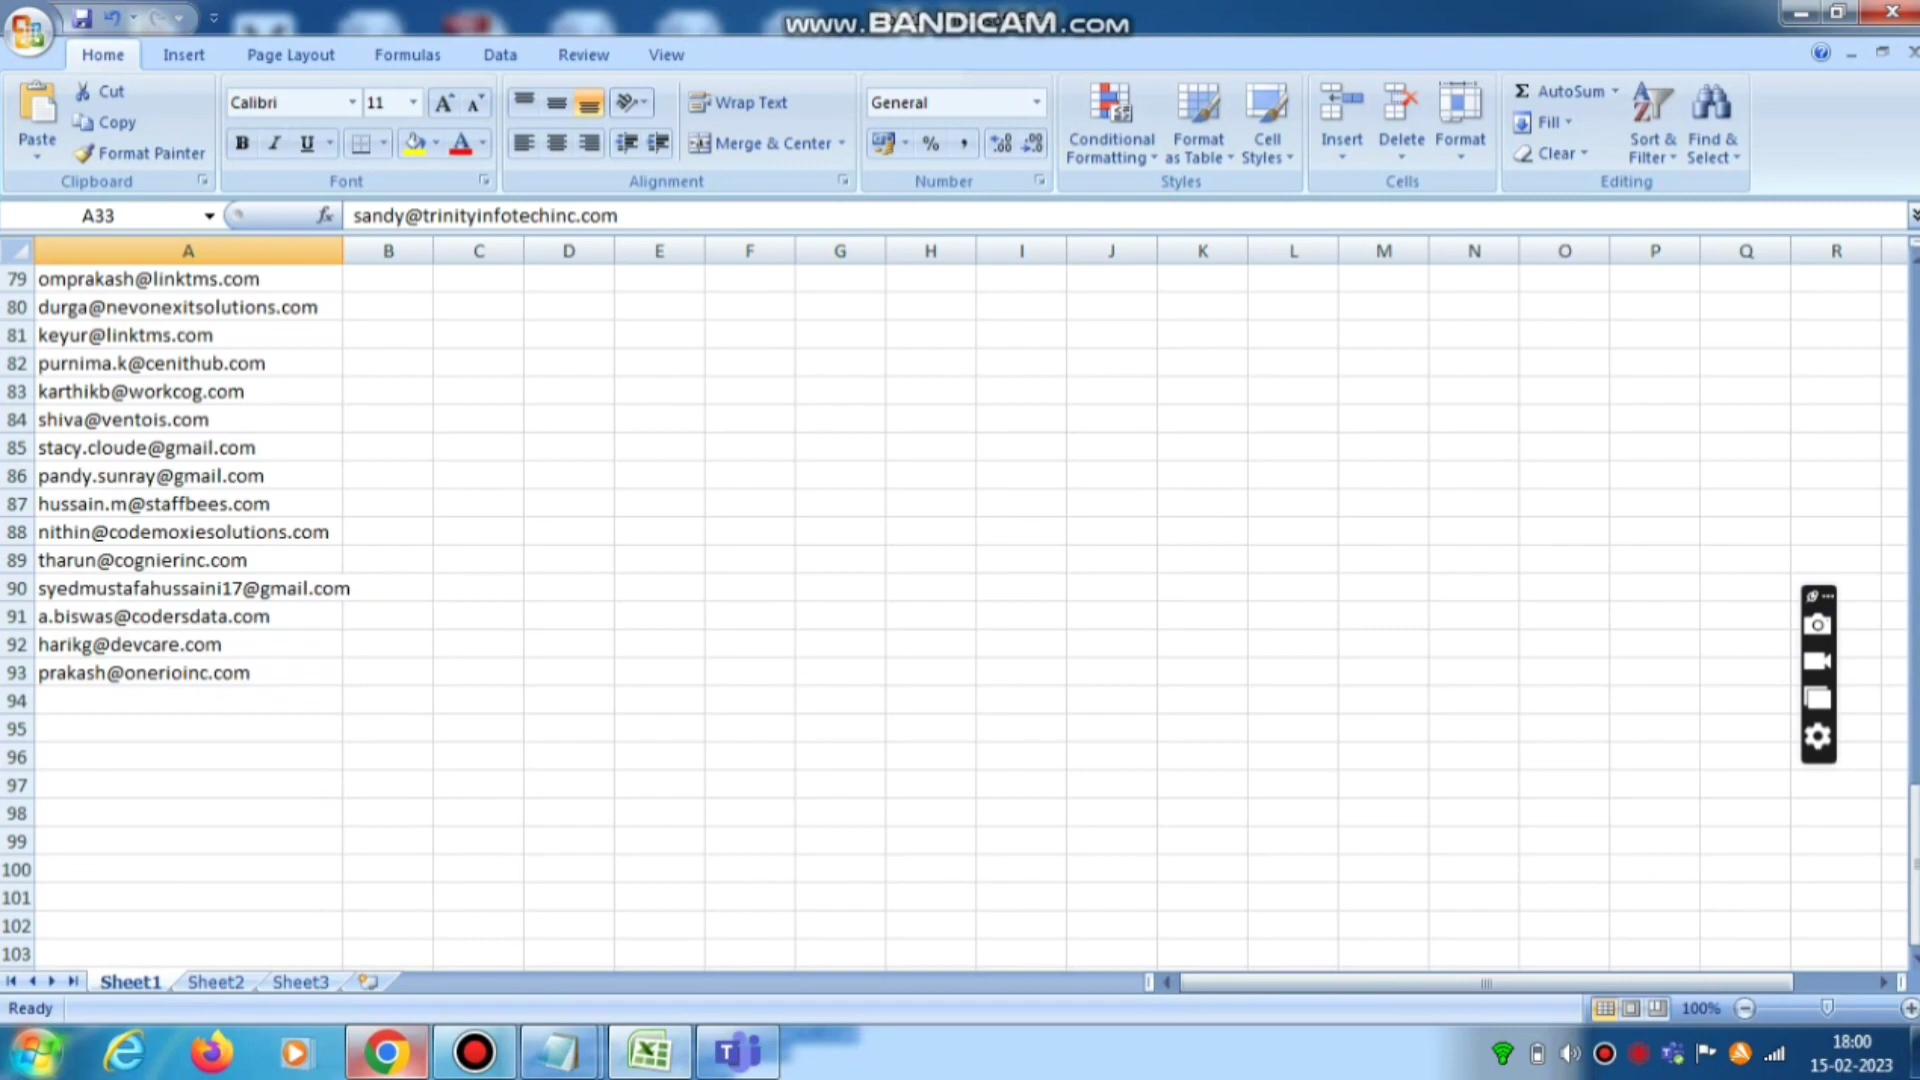 www.BANDICAM.com
Home Insert Page Layout Formulas Data Review View
Paste
Cut
Copy
Format Painter
Clipboard
Calibri 11
B I U
Font
Wrap Text
Merge & Center
Alignment
General
% ,
Number
Conditional Formatting
Format as Table
Cell Styles
Styles
Insert Delete Format
Cells
Σ AutoSum
Fill
Clear
Sort & Filter
Find & Select
Editing
A33 fx sandy@trinityinfotechinc.com
A B C D E F G H I J K L M N O P Q R
79 omprakash@linktms.com
80 durga@nevonexitsolutions.com
81 keyur@linktms.com
82 purnima.k@cenithub.com
83 karthikb@workcog.com
84 shiva@ventois.com
85 stacy.cloude@gmail.com
86 pandy.sunray@gmail.com
87 hussain.m@staffbees.com
88 nithin@codemoxiesolutions.com
89 tharun@cognierinc.com
90 syedmustafahussaini17@gmail.com
91 a.biswas@codersdata.com
92 harikg@devcare.com
93 prakash@onerioinc.com
94
95
96
97
98
99
100
101
102
103
Sheet1 Sheet2 Sheet3
Ready 100%
18:00
15-02-2023